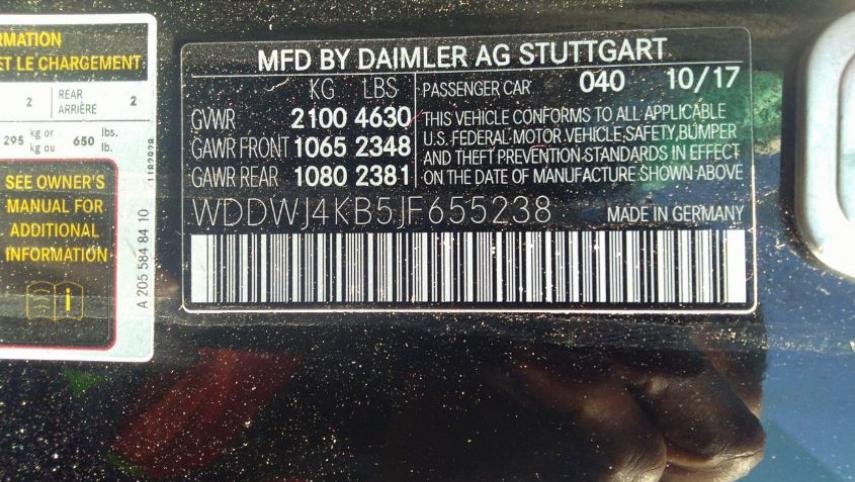 RMATION
ET LE CHARGEMENT
2 REAR ARRIÈRE 2
295 kg or kg ou 650 lbs. lb.
SEE OWNER'S
MANUAL FOR
ADDITIONAL
INFORMATION
A 205 584 84 10
MFD BY DAIMLER AG STUTTGART
KG LBS PASSENGER CAR 040 10/17
GVWR 2100 4630 THIS VEHICLE CONFORMS TO ALL APPLICABLE
GAWR FRONT 1065 2348 U.S. FEDERAL MOTOR VEHICLE SAFETY, BUMPER
GAWR REAR 1080 2381 AND THEFT PREVENTION STANDARDS IN EFFECT
ON THE DATE OF MANUFACTURE SHOWN ABOVE
WDDWJ4KB5JF655238 MADE IN GERMANY